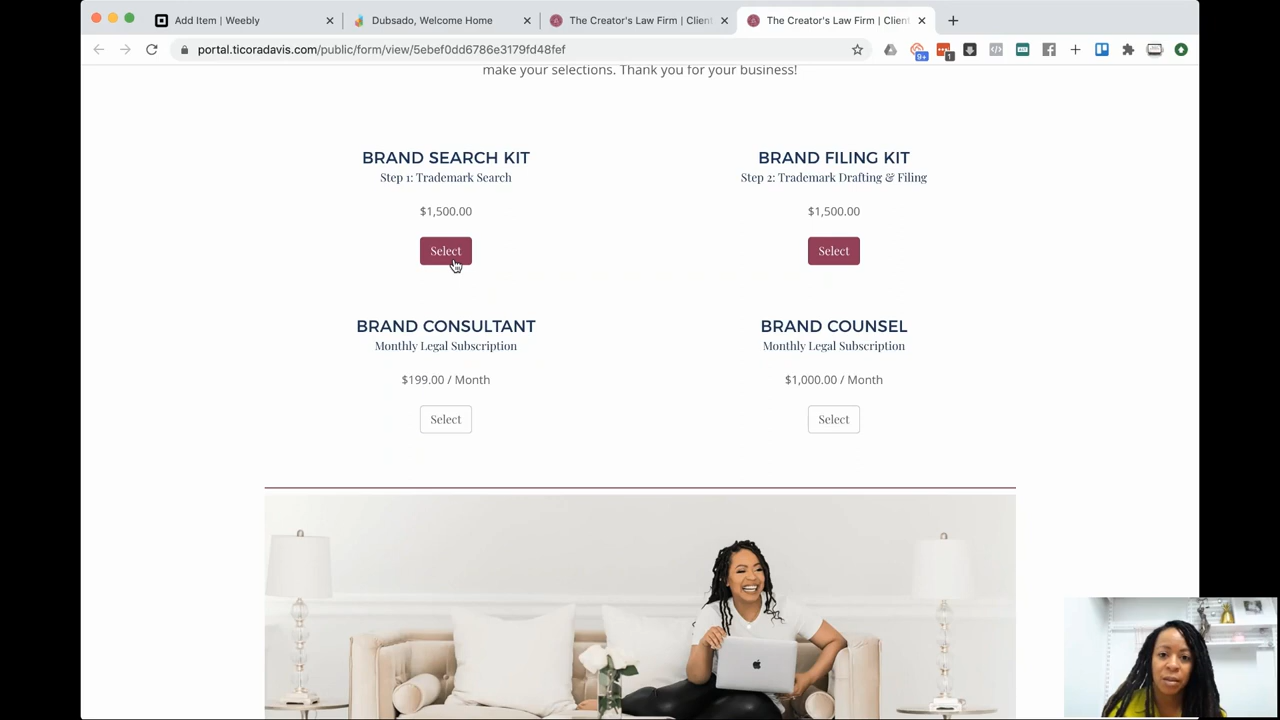 Add Item | Weebly
Dubsado, Welcome Home
The Creator's Law Firm | Client
The Creator's Law Firm | Client
portal.ticoradavis.com/public/form/view/5ebef0dd6786e3179fd48fef
9+
1
make your selections. Thank you for your business!
BRAND SEARCH KIT
Step 1: Trademark Search
$1,500.00
Select
BRAND FILING KIT
Step 2: Trademark Drafting & Filing
$1,500.00
Select
BRAND CONSULTANT
Monthly Legal Subscription
$199.00 / Month
Select
BRAND COUNSEL
Monthly Legal Subscription
$1,000.00 / Month
Select